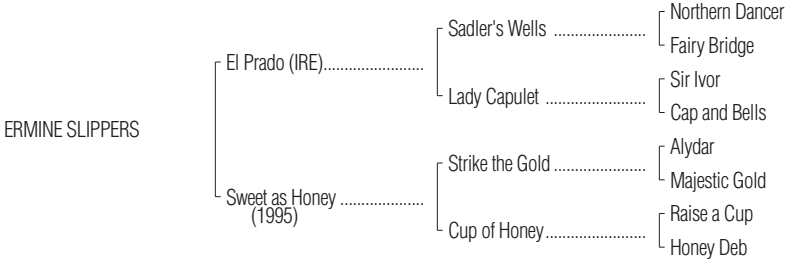 Northern Dancer
Sadler's Wells ......................
Fairy Bridge
El Prado (IRE)........................
Sir Ivor
Lady Capulet ........................
Cap and Bells
ERMINE SLIPPERS
Alydar
Strike the Gold ......................
Majestic Gold
Sweet as Honey ....................
(1995)
Raise a Cup
Cup of Honey........................
Honey Deb